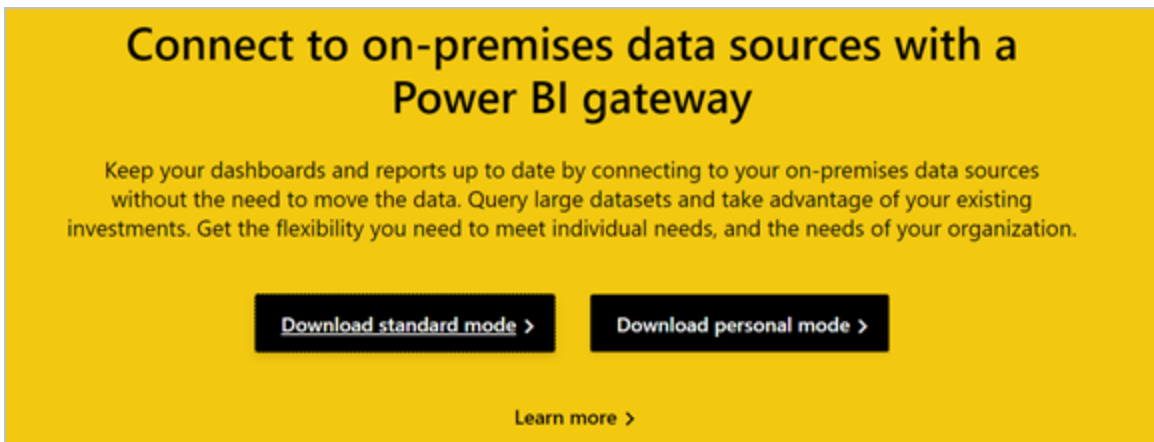 Connect to on-premises data sources with a
Power BI gateway
Keep your dashboards and reports up to date by connecting to your on-premises data sources
without the need to move the data. Query large datasets and take advantage of your existing
investments. Get the flexibility you need to meet individual needs, and the needs of your organization.
Download standard mode >
Download personal mode >
Learn more >